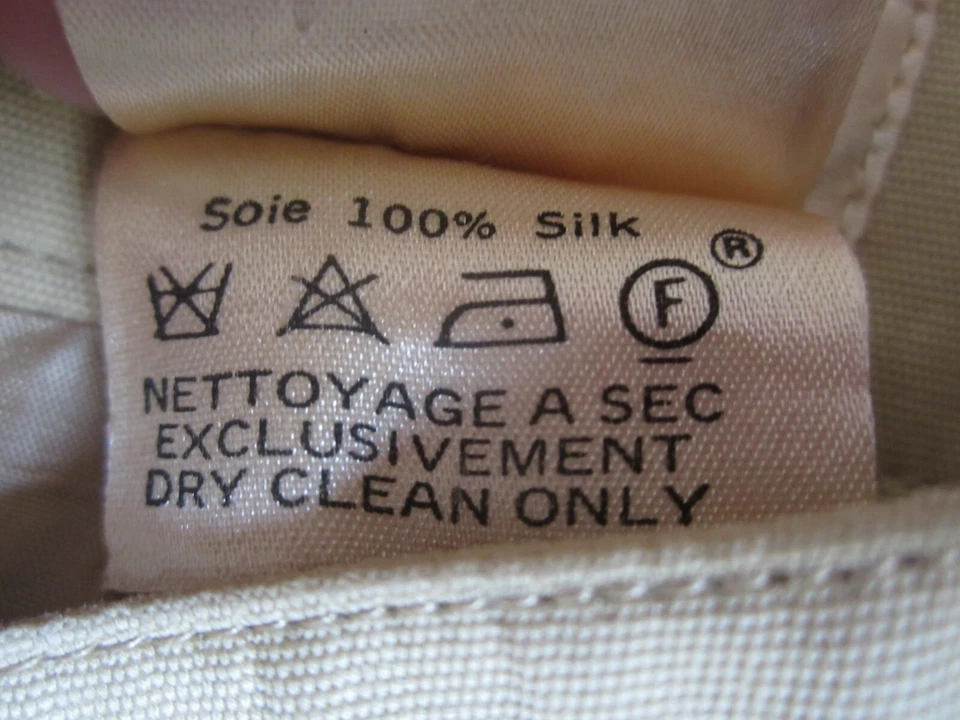 Soie 100% Silk
F ®
NETTOYAGE A SEC
EXCLUSIVEMENT
DRY CLEAN ONLY